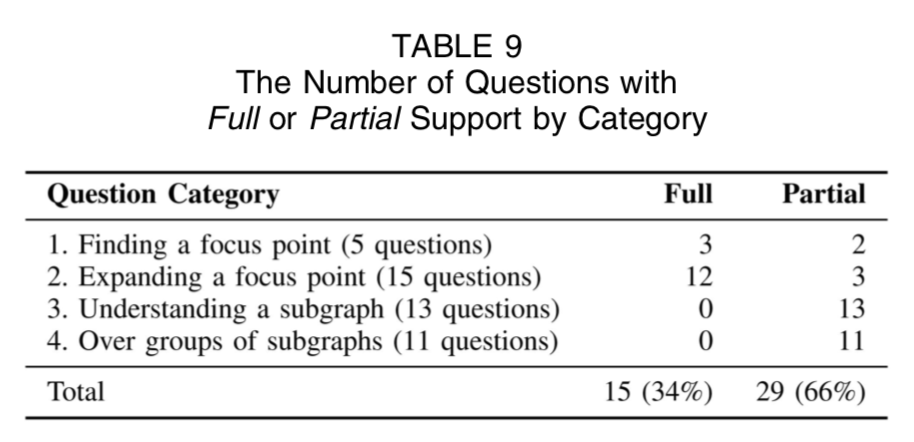 TABLE 9
The Number of Questions with
Full or Partial Support by Category
Question Category Full Partial
1. Finding a focus point (5 questions) 3 2
2. Expanding a focus point (15 questions) 12 3
3. Understanding a subgraph (13 questions) 0 13
4. Over groups of subgraphs (11 questions) 0 11
Total 15 (34%) 29 (66%)